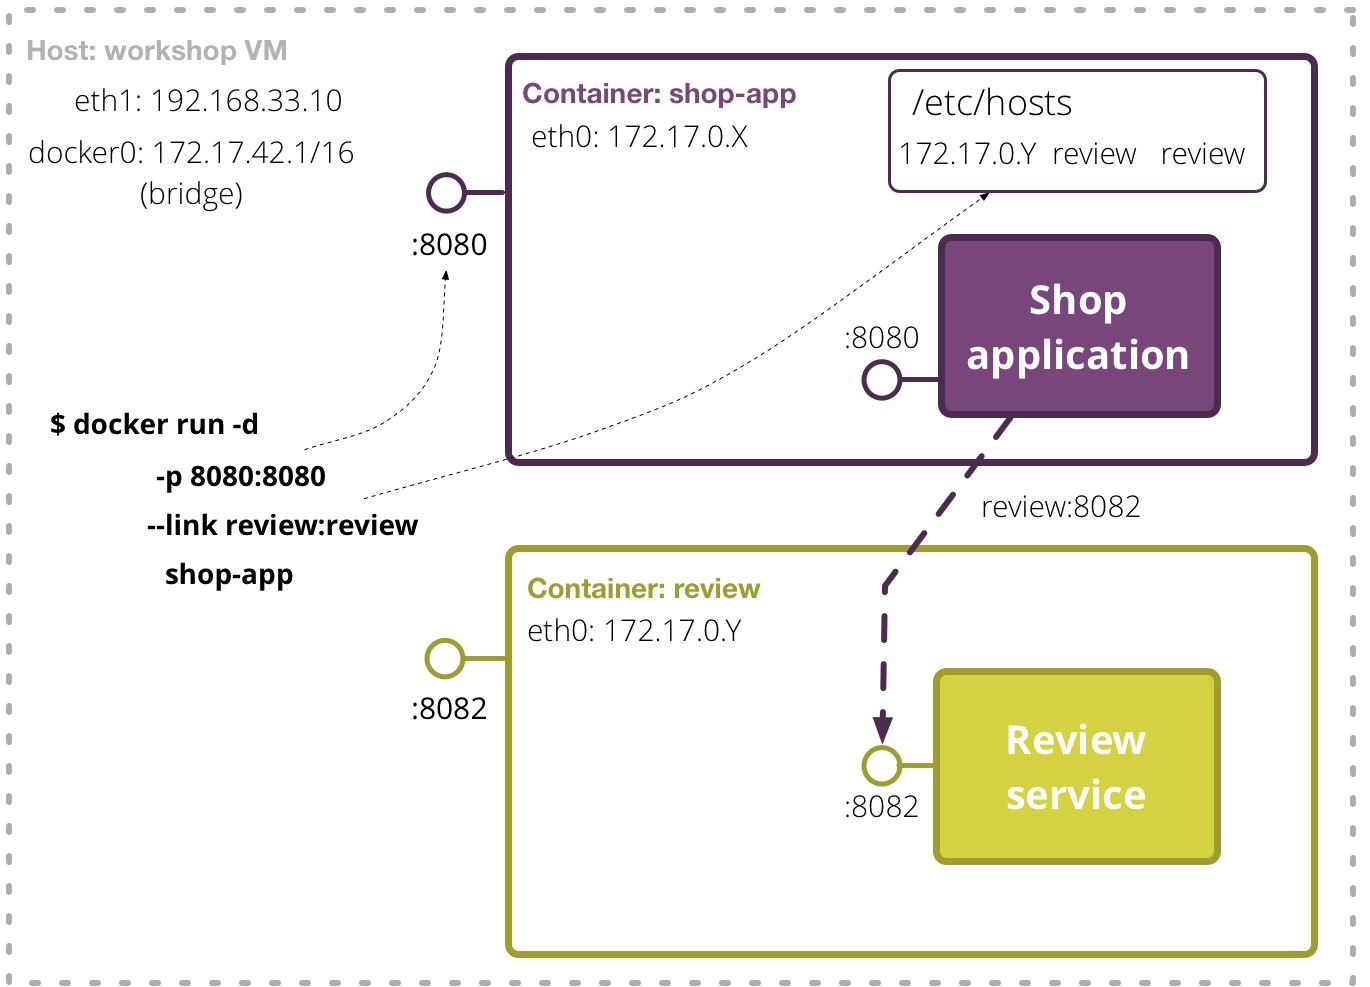 Host: workshop VM
eth1: 192.168.33.10
docker0: 172.17.42.1/16
(bridge)
:8080
Container: shop-app
eth0: 172.17.0.X
/etc/hosts
172.17.0.Y review review
:8080
Shop
application
$ docker run -d
-p 8080:8080
--link review:review
shop-app
review:8082
Container: review
eth0: 172.17.0.Y
:8082
Review
service
:8082